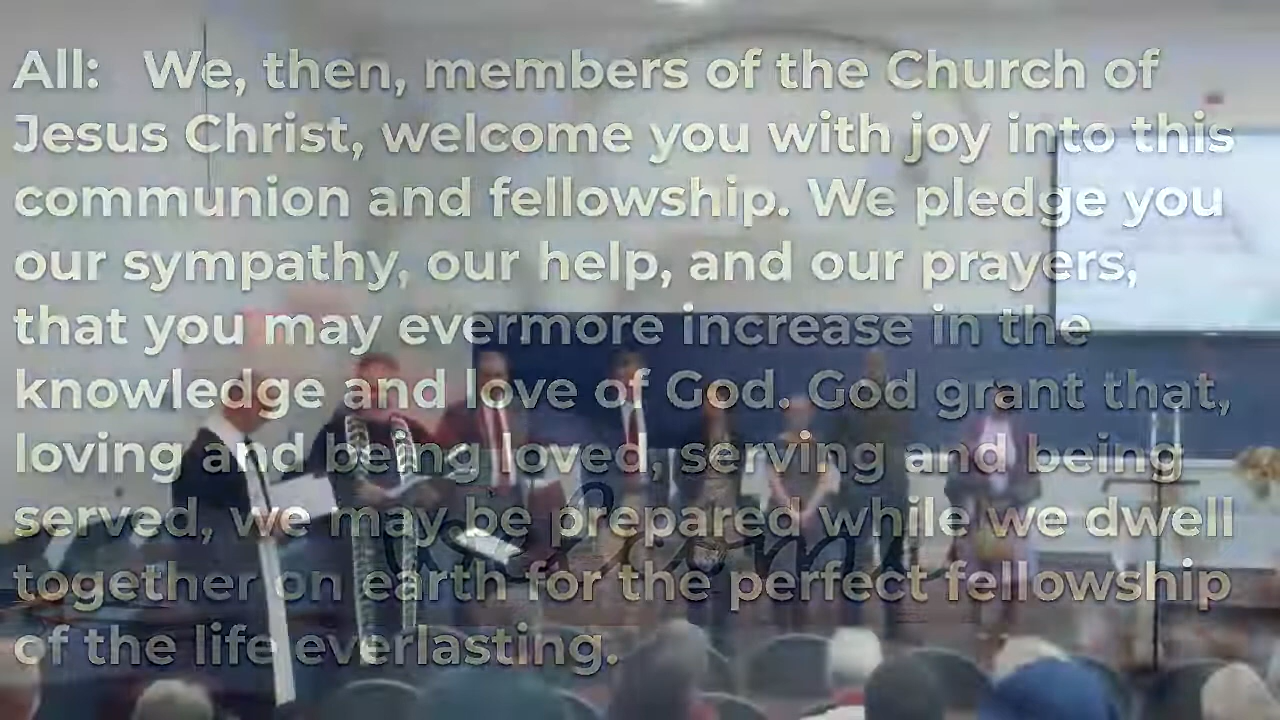 All: We, then, members of the Church of
Jesus Christ, welcome you with joy into this
communion and fellowship. We pledge you
our sympathy, our help, and our prayers,
that you may evermore increase in the
knowledge and love of God. God grant that,
loving and being loved, serving and being
served, we may be prepared while we dwell
together on earth for the perfect fellowship
of the life everlasting.